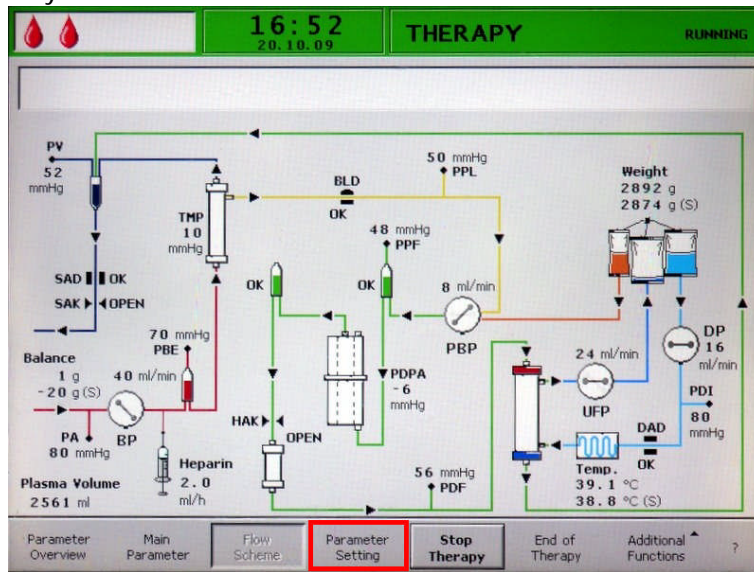 16:52
20.10.09
THERAPY
RUNNING
PV
52
mmHg
TMP
10
mmHg
BLD
OK
50 mmHg
PPL
48 mmHg
PPF
Weight
2892 g
2874 g (S)
SAD OK
SAK OPEN
OK
OK
8 ml/min
PBP
70 mmHg
PBE
Balance
1 g
-20 g (S)
40 ml/min
PA
80 mmHg
BP
PDPA
-6
mmHg
24 ml/min
UFP
DP
16
ml/min
PDI
80
mmHg
HAK
OPEN
DAD
OK
Heparin
2.0
ml/h
Plasma Volume
2561 ml
56 mmHg
PDF
Temp.
39.1 °C
38.8 °C (S)
Parameter
Overview
Main
Parameter
Flow
Scheme
Parameter
Setting
Stop
Therapy
End of
Therapy
Additional
Functions
?